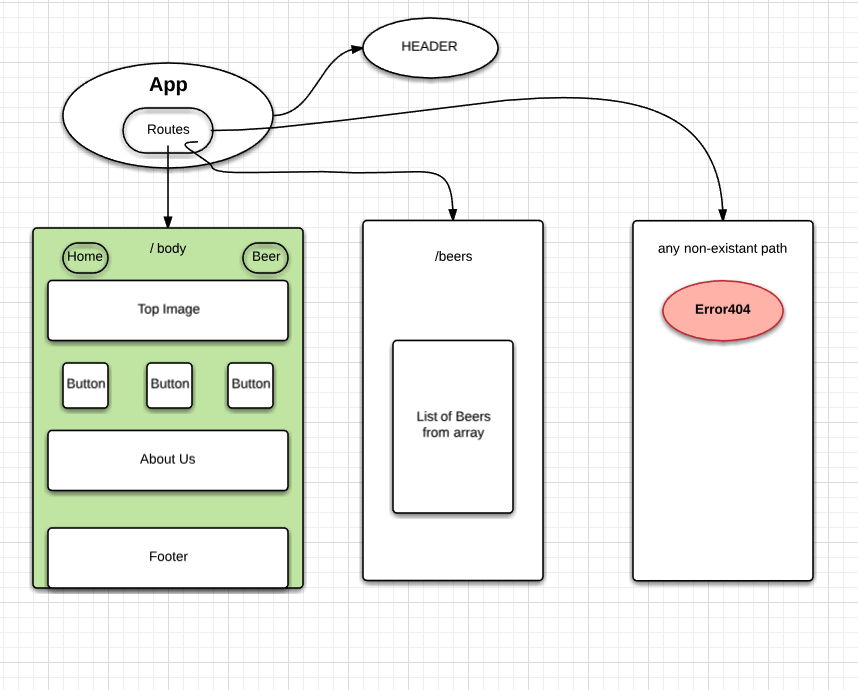 HEADER
App
Routes
/ body
Home
Beer
Top Image
Button
Button
Button
About Us
Footer
/beers
List of Beers
from array
any non-existant path
Error404